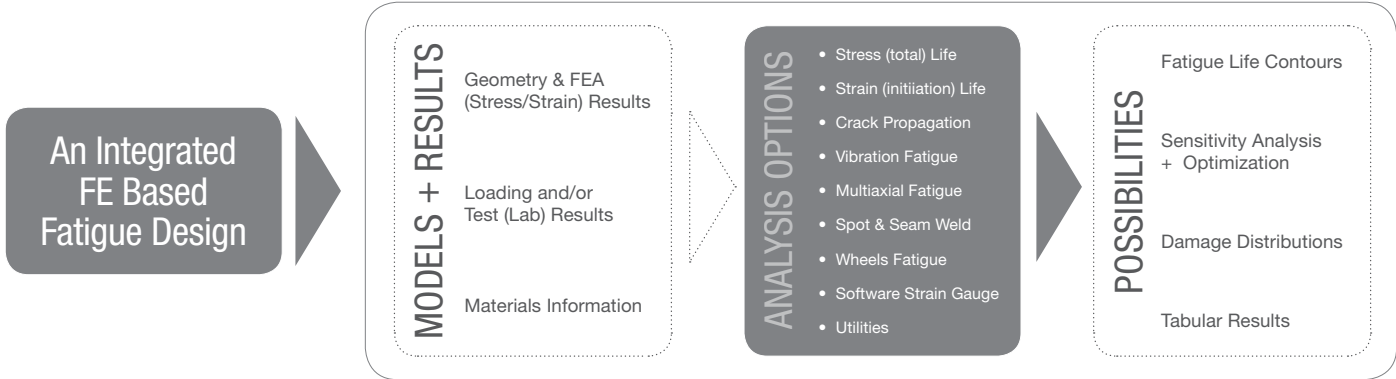 An Integrated
FE Based
Fatigue Design
MODELS + RESULTS
Geometry & FEA
(Stress/Strain) Results
Loading and/or
Test (Lab) Results
Materials Information
ANALYSIS OPTIONS
• Stress (total) Life
• Strain (initiiation) Life
• Crack Propagation
• Vibration Fatigue
• Multiaxial Fatigue
• Spot & Seam Weld
• Wheels Fatigue
• Software Strain Gauge
• Utilities
POSSIBILITIES
Fatigue Life Contours
Sensitivity Analysis
+ Optimization
Damage Distributions
Tabular Results